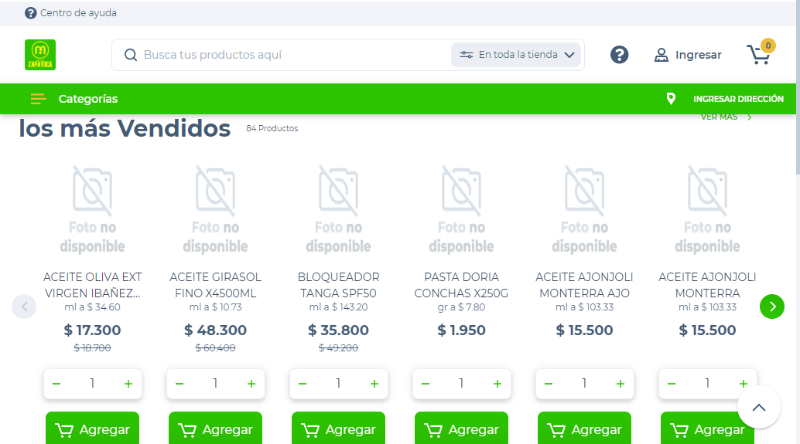 Centro de ayuda
m
ZAPATOCA
Busca tus productos aquí
En toda la tienda
Ingresar
0
Categorías
INGRESAR DIRECCIÓN
los más Vendidos
84 Productos
VER MÁS
Foto no
disponible
ACEITE OLIVA EXT
VIRGEN IBAÑEZ...
ml a $ 34.60
$ 17.300
$ 18.700
1
Agregar
Foto no
disponible
ACEITE GIRASOL
FINO X4500ML
ml a $ 10.73
$ 48.300
$ 60.400
1
Agregar
Foto no
disponible
BLOQUEADOR
TANGA SPF50
ml a $ 143.20
$ 35.800
$ 49.200
1
Agregar
Foto no
disponible
PASTA DORIA
CONCHAS X250G
gr a $ 7.80
$ 1.950
1
Agregar
Foto no
disponible
ACEITE AJONJOLI
MONTERRA AJO
ml a $ 103.33
$ 15.500
1
Agregar
Foto no
disponible
ACEITE AJONJOLI
MONTERRA
ml a $ 103.33
$ 15.500
1
Agregar